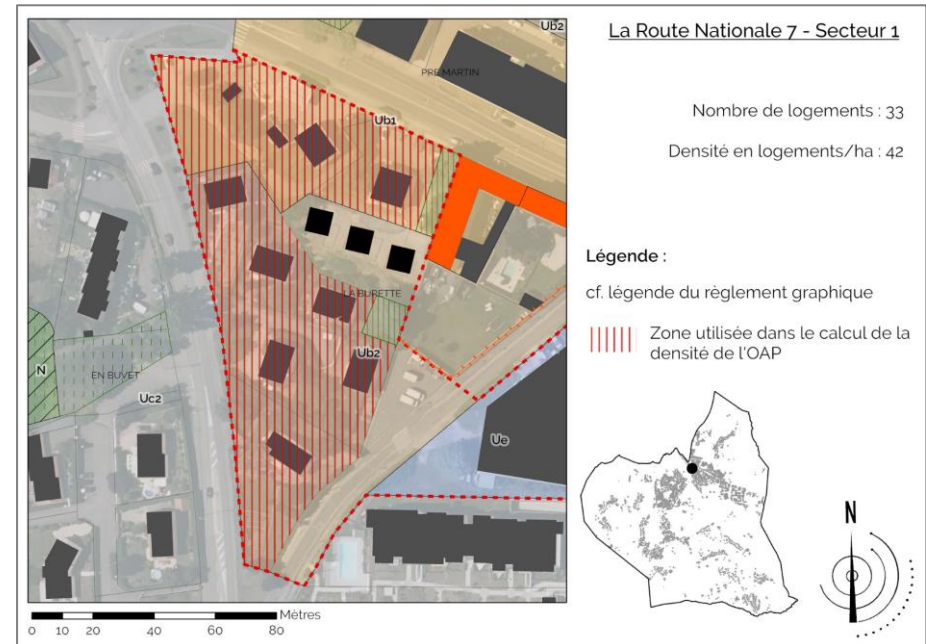 La Route Nationale 7 - Secteur 1
Nombre de logements : 33
Densité en logements/ha : 42
Légende :
cf. légende du règlement graphique
Zone utilisée dans le calcul de la
densité de l'OAP
Ub2
PRE MARTIN
Ub1
LA BURETTE
Ub2
N
EN BUVET
Uc2
Ue
N
Mètres
0 10 20 40 60 80